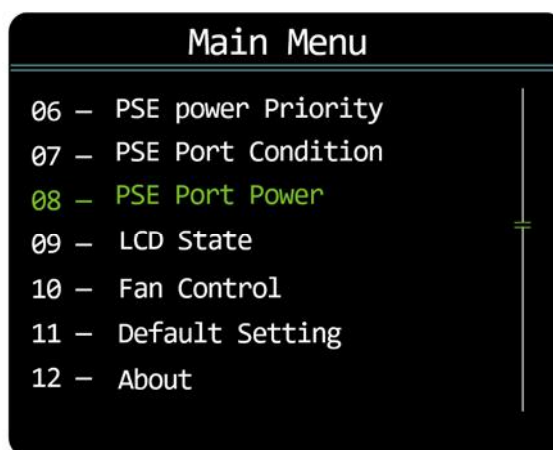 Main Menu
06 — PSE power Priority
07 — PSE Port Condition
08 — PSE Port Power
09 — LCD State
10 — Fan Control
11 — Default Setting
12 — About